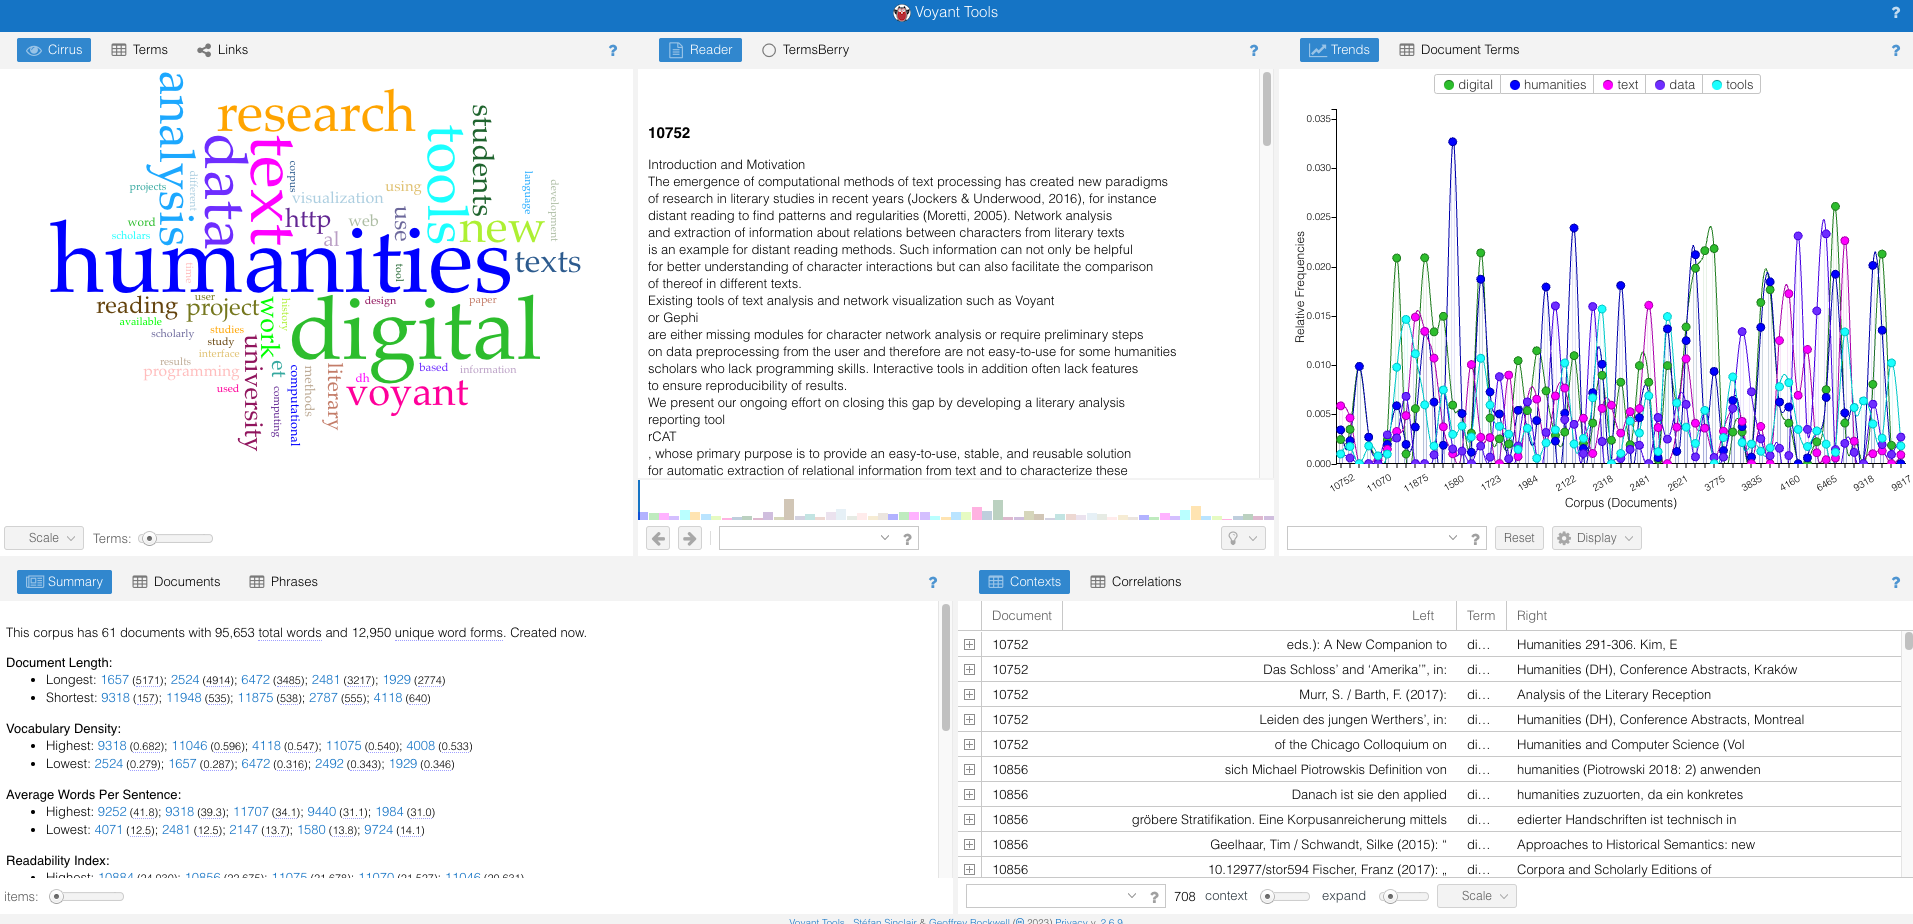 Voyant Tools
?
Cirrus Terms Links ?
Reader TermsBerry ?
Trends Document Terms ?
analysis
research
students
tools
data
text
corpus
different
projects
visualization
using
language
development
word
http
web
use
new
scholars
al
humanities
texts
time
tool
reading
user
project
work
history
design
paper
digital
available
scholarly
studies
study
interface
university
results
programming
et
used
computing
computational
methods
literary
dh
based
information
voyant
Scale Terms:
10752
Introduction and Motivation
The emergence of computational methods of text processing has created new paradigms
of research in literary studies in recent years (Jockers & Underwood, 2016), for instance
distant reading to find patterns and regularities (Moretti, 2005). Network analysis
and extraction of information about relations between characters from literary texts
is an example for distant reading methods. Such information can not only be helpful
for better understanding of character interactions but can also facilitate the comparison
of thereof in different texts.
Existing tools of text analysis and network visualization such as Voyant
or Gephi
are either missing modules for character network analysis or require preliminary steps
on data preprocessing from the user and therefore are not easy-to-use for some humanities
scholars who lack programming skills. Interactive tools in addition often lack features
to ensure reproducibility of results.
We present our ongoing effort on closing this gap by developing a literary analysis
reporting tool
rCAT
, whose primary purpose is to provide an easy-to-use, stable, and reusable solution
for automatic extraction of relational information from text and to characterize these
?
digital humanities text data tools
0.035
0.030
0.025
0.020
0.015
0.010
0.005
0.000
Relative Frequencies
10752 11070 11875 1580 1723 1984 2122 2318 2481 2621 3775 3835 4160 6465 9318 9817
Corpus (Documents)
? Reset Display
Summary Documents Phrases ?
This corpus has 61 documents with 95,653 total words and 12,950 unique word forms. Created now.
Document Length:
• Longest: 1657 (5171); 2524 (4914); 6472 (3485); 2481 (3217); 1929 (2774)
• Shortest: 9318 (157); 11948 (535); 11875 (538); 2787 (555); 4118 (640)
Vocabulary Density:
• Highest: 9318 (0.682); 11046 (0.596); 4118 (0.547); 11075 (0.540); 4008 (0.533)
• Lowest: 2524 (0.279); 1657 (0.287); 6472 (0.316); 2492 (0.343); 1929 (0.346)
Average Words Per Sentence:
• Highest: 9252 (41.8); 9318 (39.3); 11707 (34.1); 9440 (31.1); 1984 (31.0)
• Lowest: 4071 (12.5); 2481 (12.5); 2147 (13.7); 1580 (13.8); 9724 (14.1)
Readability Index:
• Highest: 10884 (24.030); 10856 (22.675); 11075 (21.678); 11070 (21.527); 11046 (20.631)
items:
Contexts Correlations ?
Document Left Term Right
10752 eds.): A New Companion to di... Humanities 291-306. Kim, E
10752 Das Schloss’ and ‘Amerika’”, in: di... Humanities (DH), Conference Abstracts, Kraków
10752 Murr, S. / Barth, F. (2017): di... Analysis of the Literary Reception
10752 Leiden des jungen Werthers’, in: di... Humanities (DH), Conference Abstracts, Montreal
10752 of the Chicago Colloquium on di... Humanities and Computer Science (Vol
10856 sich Michael Piotrowskis Definition von di... humanities (Piotrowski 2018: 2) anwenden
10856 Danach ist sie den applied di... humanities zuzuorten, da ein konkretes
10856 gröbere Stratifikation. Eine Korpusanreicherung mittels di... edierter Handschriften ist technisch in
10856 Geelhaar, Tim / Schwandt, Silke (2015): “ di... Approaches to Historical Semantics: new
10856 10.12977/stor594 Fischer, Franz (2017): „ di... Corpora and Scholarly Editions of
? 708 context expand Scale
Voyant Tools , Stéfan Sinclair & Geoffrey Rockwell (© 2023) Privacy v. 2.6.9